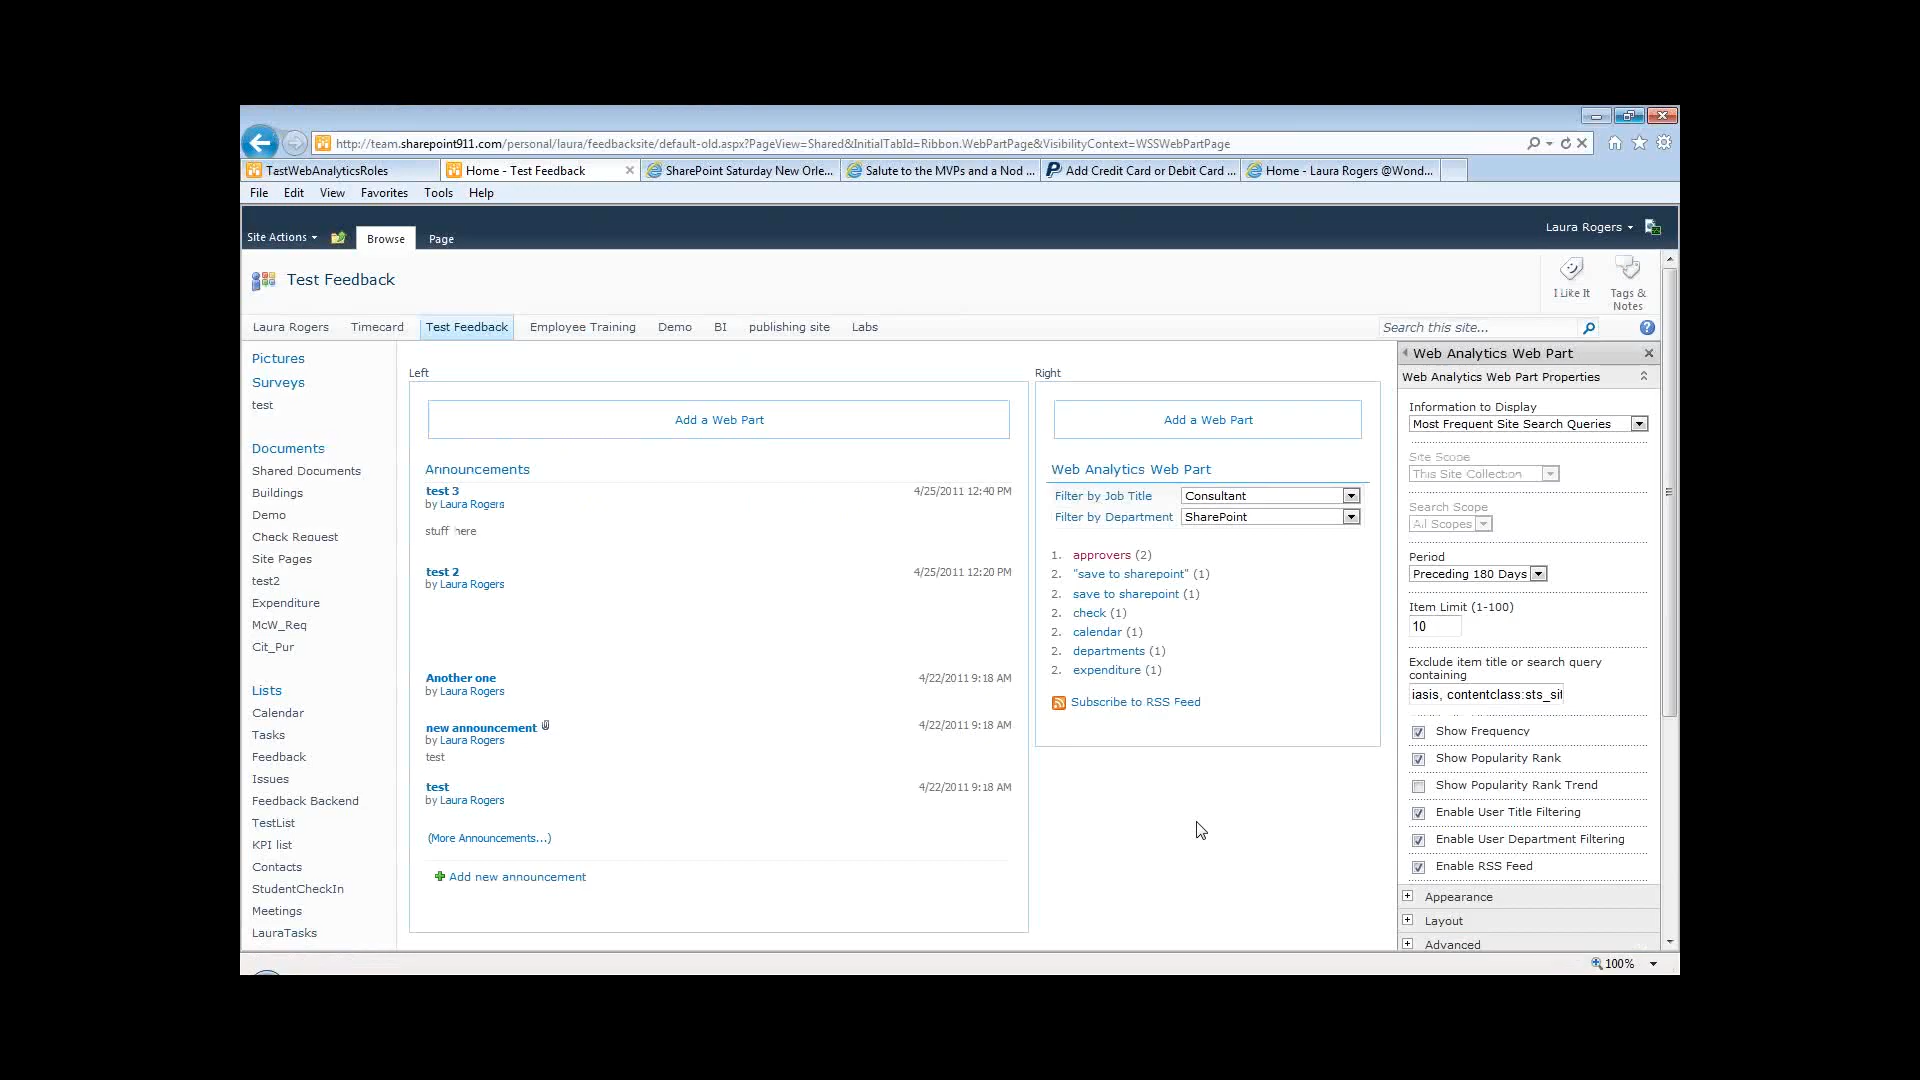 http://team.sharepoint911.com/personal/laura/feedbacksite/default-old.aspx?PageView=Shared&InitialTabId=Ribbon.WebPartPage&VisibilityContext=WSSWebPartPage
TastWebAnalyticsRoles
Home - Test Feedback
SharePoint Saturday New Orle...
Salute to the MVPs and a Nod ...
Add Credit Card or Debit Card ...
Home - Laura Rogers @Wond...
File Edit View Favorites Tools Help
Site Actions
Browse
Page
Laura Rogers
Test Feedback
I Like It
Tags &
Notes
Laura Rogers Timecard Test Feedback Employee Training Demo BI publishing site Labs
Search this site...
Pictures
Surveys
test
Documents
Shared Documents
Buildings
Demo
Check Request
Site Pages
test2
Expenditure
McW_Req
Cit_Pur
Lists
Calendar
Tasks
Feedback
Issues
Feedback Backend
TestList
KPI list
Contacts
StudentCheckIn
Meetings
LauraTasks
Left
Add a Web Part
Announcements
test 3 4/25/2011 12:40 PM
by Laura Rogers
stuff here
test 2 4/25/2011 12:20 PM
by Laura Rogers
Another one 4/22/2011 9:18 AM
by Laura Rogers
new announcement 4/22/2011 9:18 AM
by Laura Rogers
test
test 4/22/2011 9:18 AM
by Laura Rogers
(More Announcements...)
Add new announcement
Right
Add a Web Part
Web Analytics Web Part
Filter by Job Title Consultant
Filter by Department SharePoint
1. approvers (2)
2. "save to sharepoint" (1)
2. save to sharepoint (1)
2. check (1)
2. calendar (1)
2. departments (1)
2. expenditure (1)
Subscribe to RSS Feed
Web Analytics Web Part
Web Analytics Web Part Properties
Information to Display
Most Frequent Site Search Queries
Site Scope
This Site Collection
Search Scope
All Scopes
Period
Preceding 180 Days
Item Limit (1-100)
10
Exclude item title or search query
containing
iasis, contentclass:sts_sit
Show Frequency
Show Popularity Rank
Show Popularity Rank Trend
Enable User Title Filtering
Enable User Department Filtering
Enable RSS Feed
Appearance
Layout
Advanced
100%